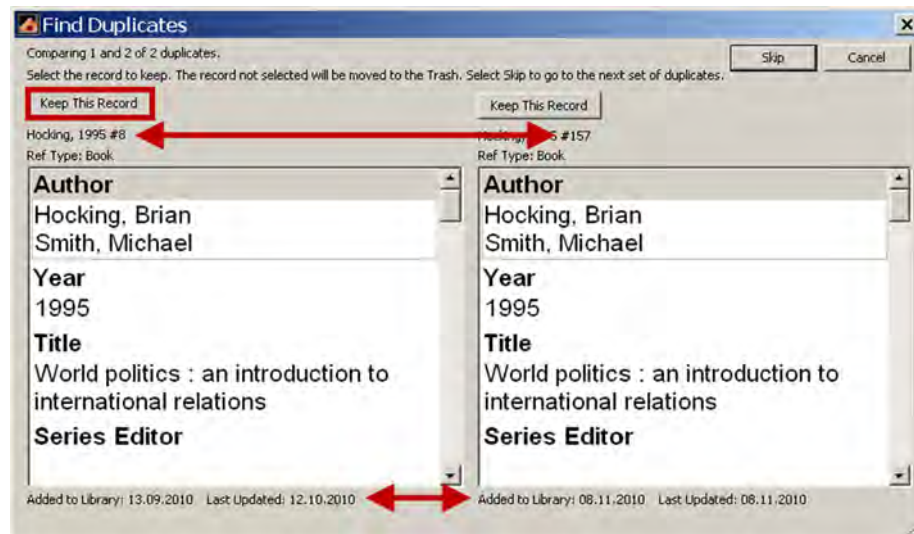 Find Duplicates
Comparing 1 and 2 of 2 duplicates.
Select the record to keep. The record not selected will be moved to the Trash. Select Skip to go to the next set of duplicates.
Skip
Cancel
Keep This Record
Hocking, 1995 #8
Ref Type: Book
Author
Hocking, Brian
Smith, Michael
Year
1995
Title
World politics : an introduction to
international relations
Series Editor
Added to Library: 13.09.2010 Last Updated: 12.10.2010
Keep This Record
#157
Ref Type: Book
Author
Hocking, Brian
Smith, Michael
Year
1995
Title
World politics : an introduction to
international relations
Series Editor
Added to Library: 08.11.2010 Last Updated: 08.11.2010